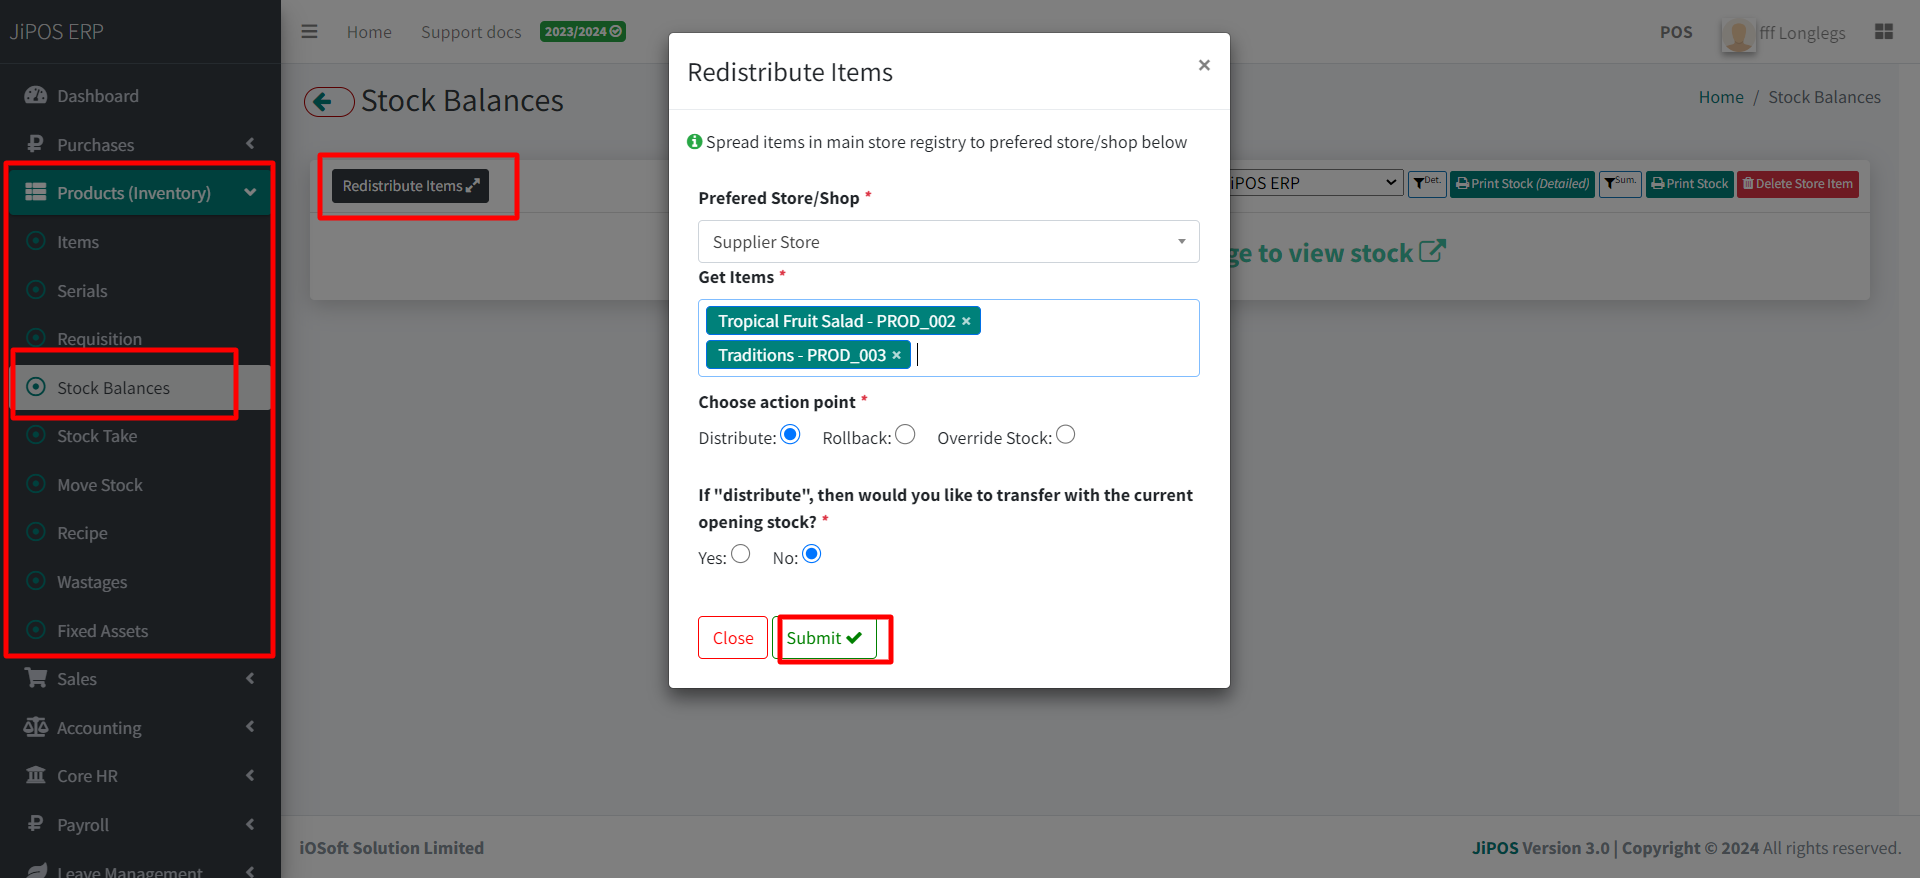 JiPOS ERP
Home
Support docs
2023/2024
POS
fff Longlegs
Dashboard
Purchases
Products (Inventory)
Items
Serials
Requisition
Stock Balances
Stock Take
Move Stock
Recipe
Wastages
Fixed Assets
Sales
Accounting
Core HR
Payroll
Leave Management
Stock Balances
Home / Stock Balances
Redistribute Items
iPOS ERP
Det.
Print Stock (Detailed)
Sum.
Print Stock
Delete Store Item
ge to view stock
Redistribute Items
×
Spread items in main store registry to prefered store/shop below
Prefered Store/Shop *
Supplier Store
Get Items *
Tropical Fruit Salad - PROD_002 ×
Traditions - PROD_003 ×
Choose action point *
Distribute: Rollback: Override Stock:
If "distribute", then would you like to transfer with the current
opening stock? *
Yes: No:
Close
Submit
iOSoft Solution Limited
JiPOS Version 3.0 | Copyright © 2024 All rights reserved.